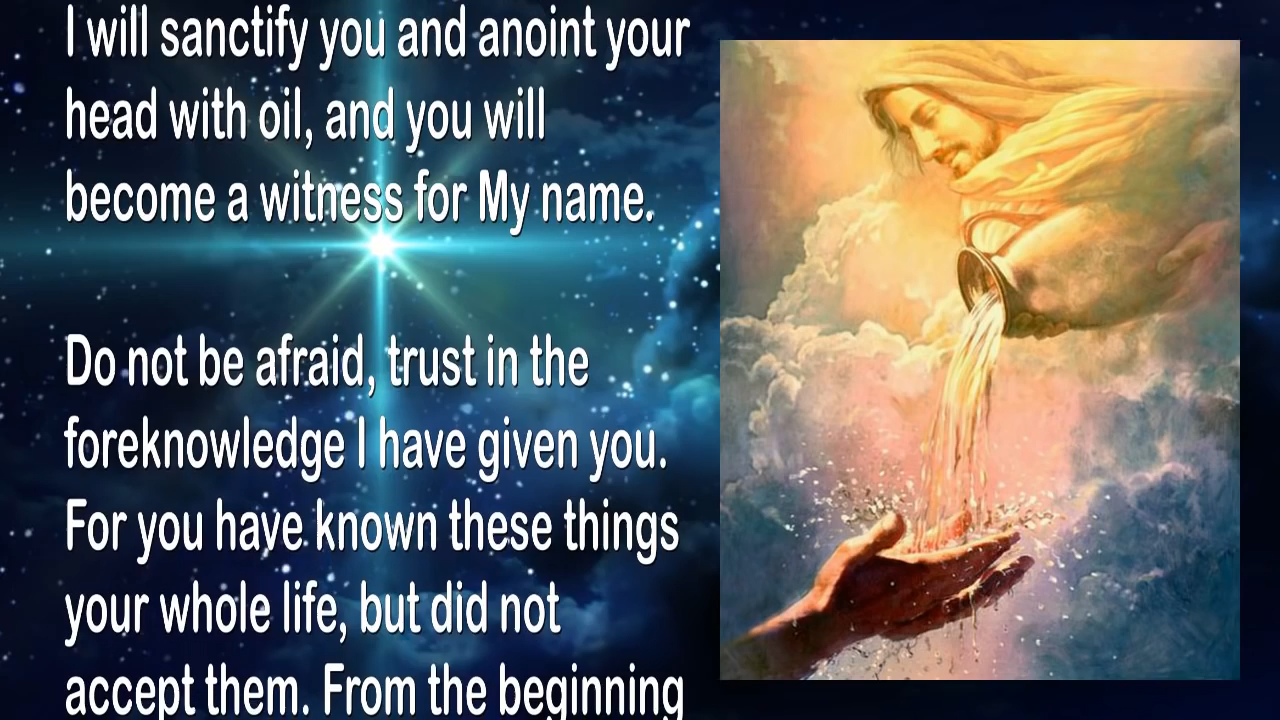 I will sanctify you and anoint your
head with oil, and you will
become a witness for My name.
Do not be afraid, trust in the
foreknowledge I have given you.
For you have known these things
your whole life, but did not
accept them. From the beginning